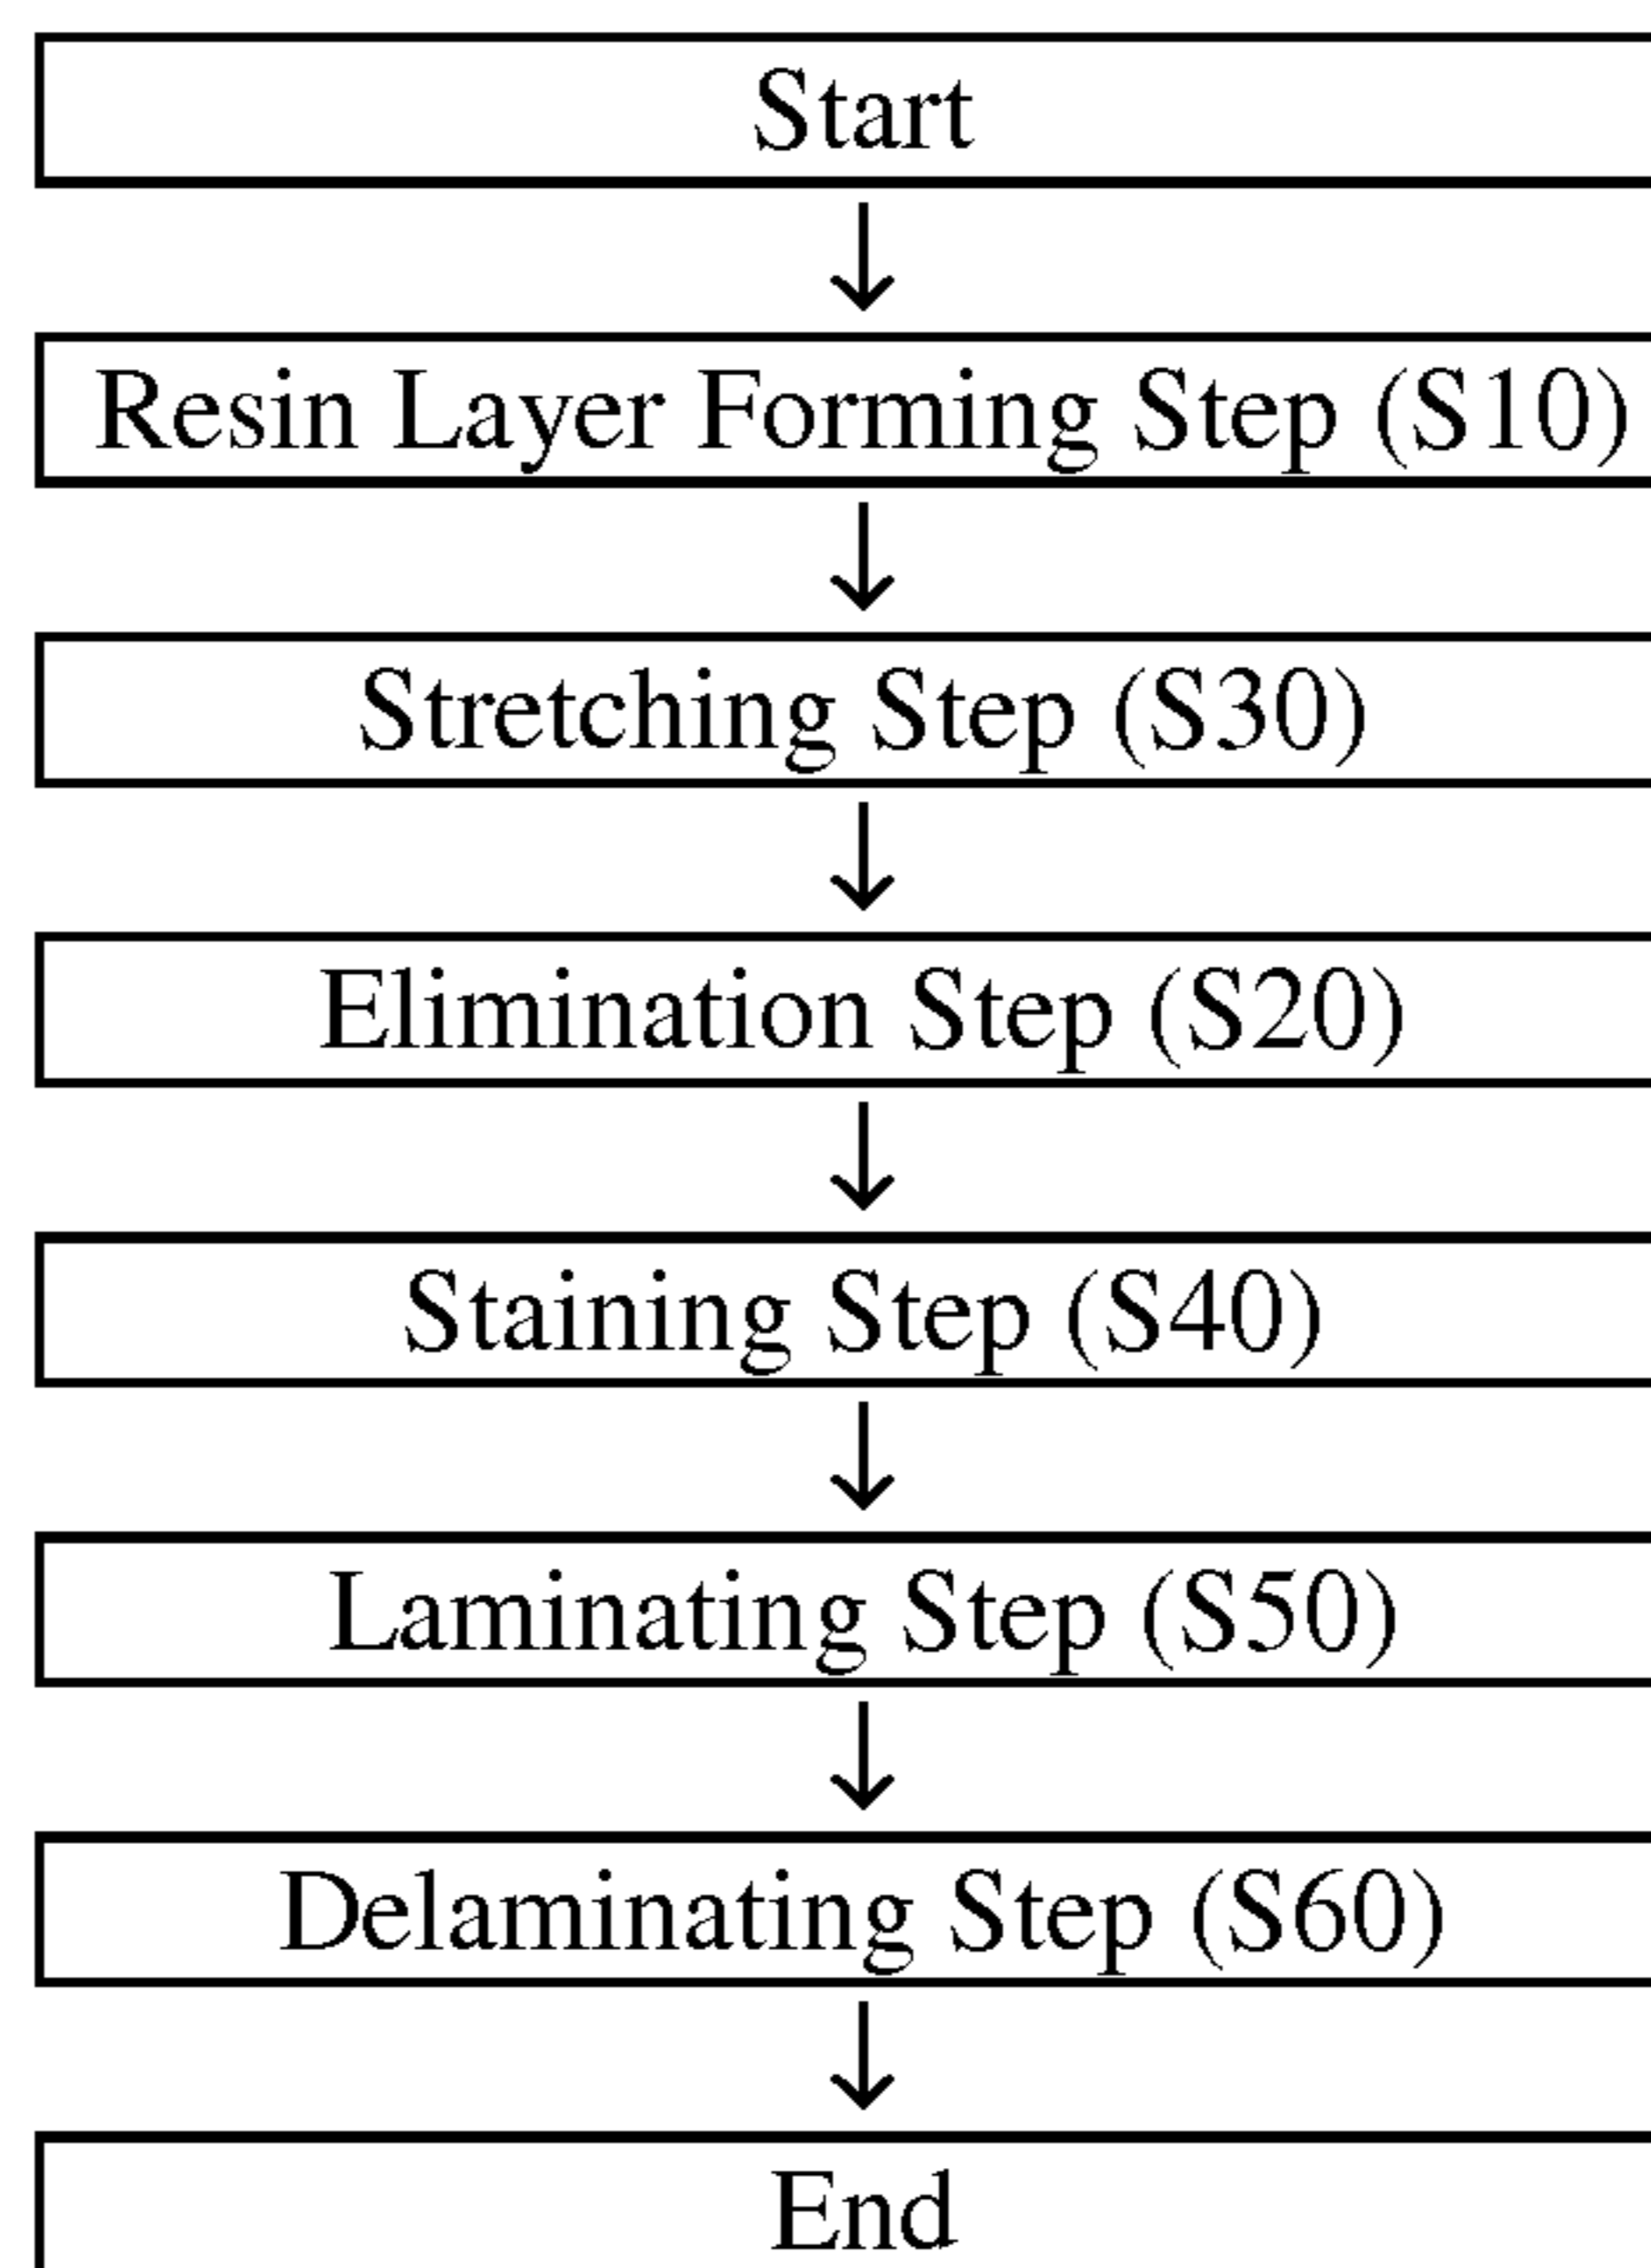 Start
Resin Layer Forming Step (S10)
Stretching Step (S30)
Elimination Step (S20)
Staining Step (S40)
Laminating Step (S50)
Delaminating Step (S60)
End